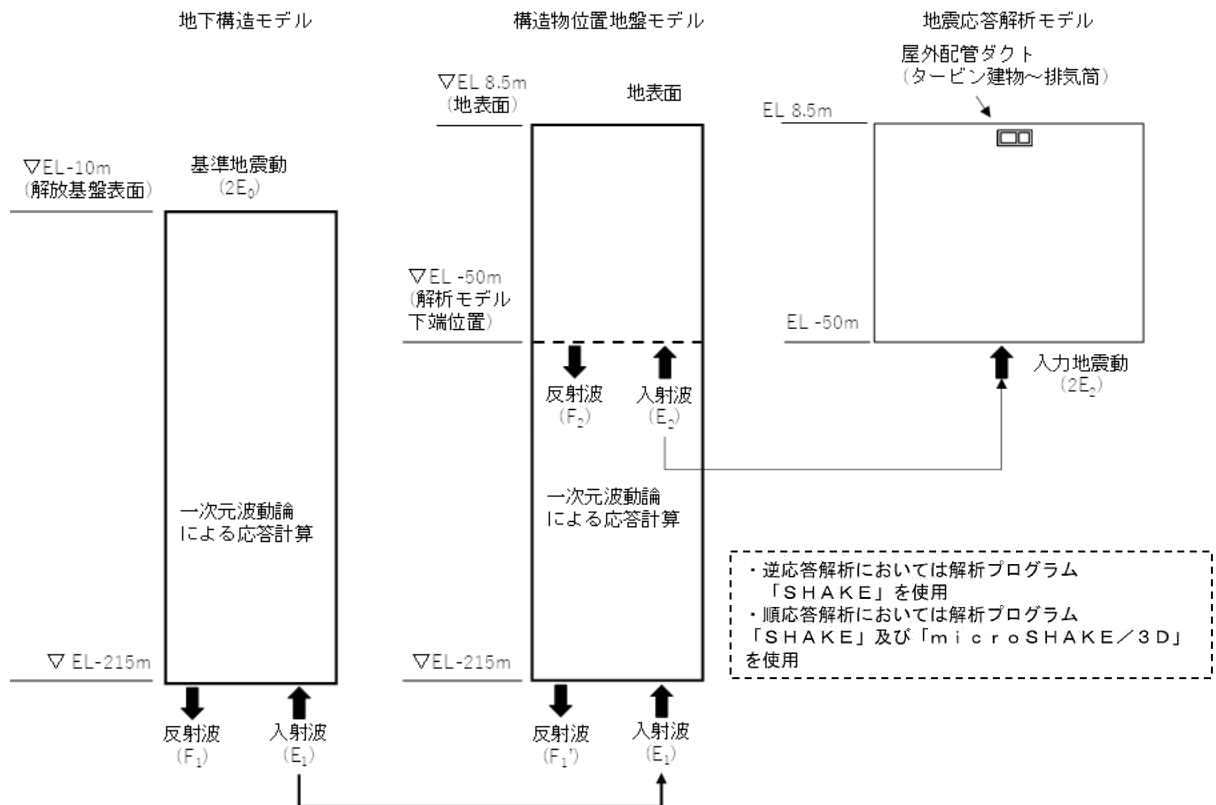 地下構造モデル
▽EL-10m
(解放基盤表面)
基準地震動
(2E₀)
一次元波動論
による応答計算
▽ EL-215m
反射波
(F₁)
入射波
(E₁)
構造物位置地盤モデル
▽EL 8.5m
(地表面)
地表面
▽EL -50m
(解析モデル
下端位置)
反射波
(F₂)
入射波
(E₂)
一次元波動論
による応答計算
▽EL-215m
反射波
(F₁')
入射波
(E₁)
地震応答解析モデル
屋外配管ダクト
(タービン建物~排気筒)
EL 8.5m
EL -50m
入力地震動
(2E₂)
・逆応答解析においては解析プログラム
「SHAKE」を使用
・順応答解析においては解析プログラム
「SHAKE」及び「microSHAKE/3D」
を使用